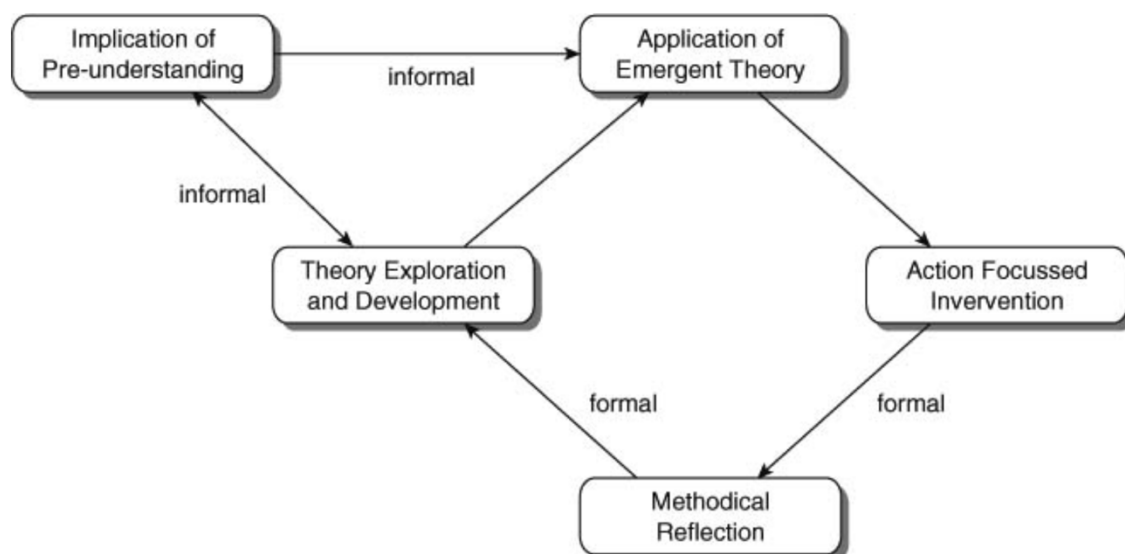 Implication of
Pre-understanding
informal
Application of
Emergent Theory
informal
Theory Exploration
and Development
Action Focussed
Invervention
formal
formal
Methodical
Reflection